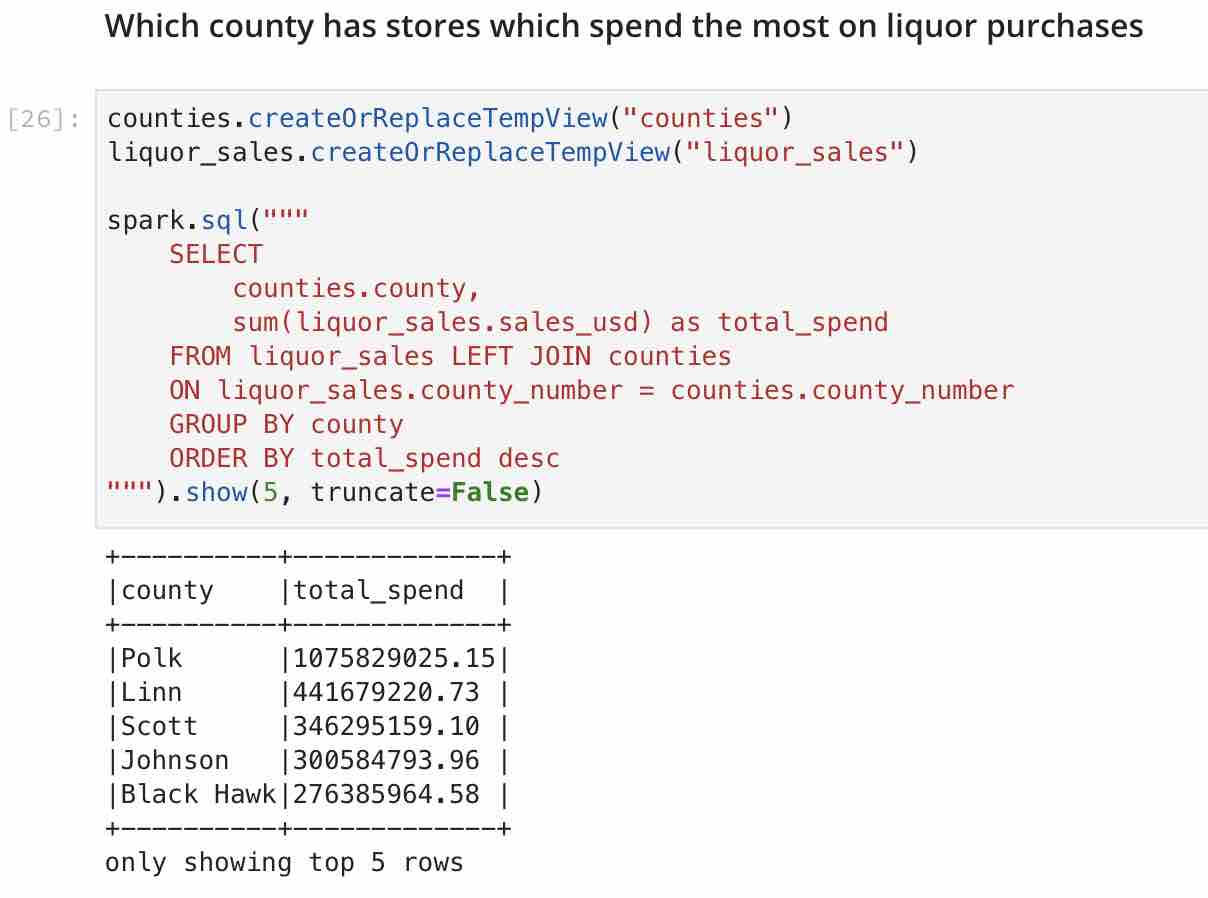 Which county has stores which spend the most on liquor purchases
[26]:
counties.createOrReplaceTempView("counties")
liquor_sales.createOrReplaceTempView("liquor_sales")
spark.sql("""
    SELECT
        counties.county,
        sum(liquor_sales.sales_usd) as total_spend
    FROM liquor_sales LEFT JOIN counties
    ON liquor_sales.county_number = counties.county_number
    GROUP BY county
    ORDER BY total_spend desc
""").show(5, truncate=False)
+----------+-------------+
|county    |total_spend  |
+----------+-------------+
|Polk      |1075829025.15|
|Linn      |441679220.73 |
|Scott     |346295159.10 |
|Johnson   |300584793.96 |
|Black Hawk|276385964.58 |
+----------+-------------+
only showing top 5 rows